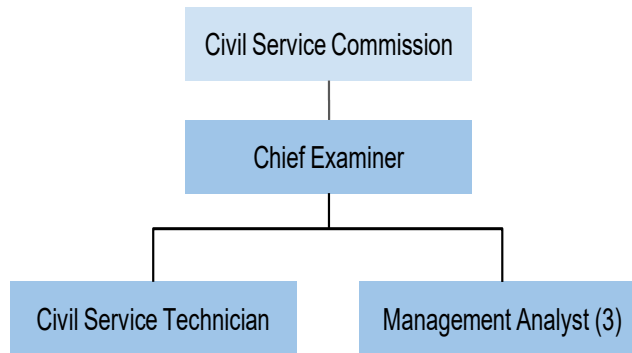 Civil Service Commission
Chief Examiner
Civil Service Technician
Management Analyst (3)